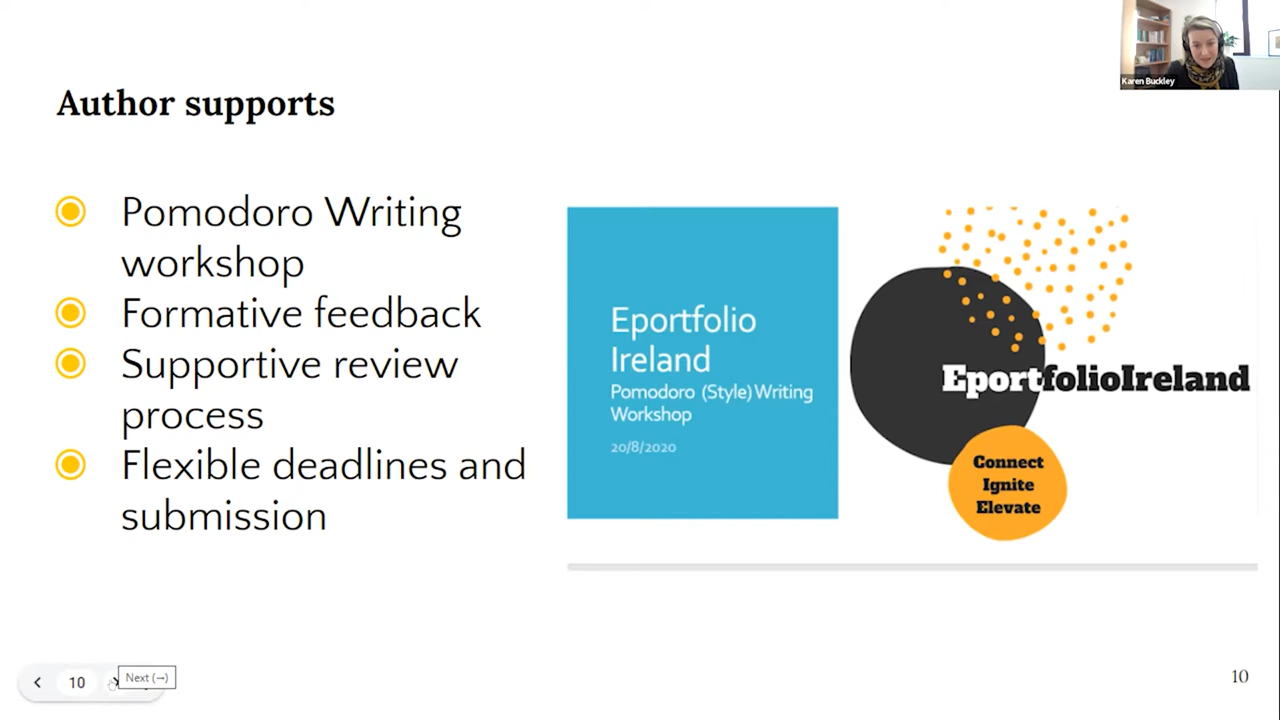 Karen Buckley
Author supports
Pomodoro Writing
workshop
Formative feedback
Supportive review
process
Flexible deadlines and
submission
Eportfolio
Ireland
Pomodoro (Style) Writing
Workshop
20/8/2020
EportfolioIreland
Connect
Ignite
Elevate
10
Next (→)
10